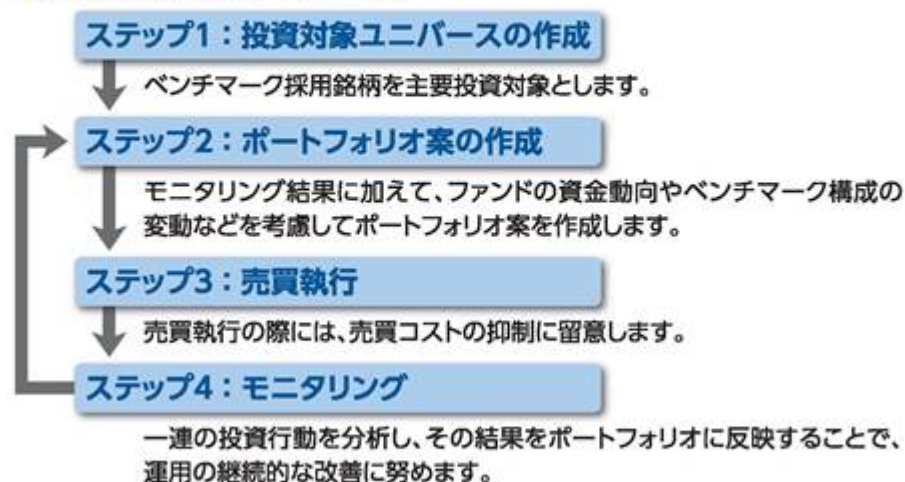 ステップ1：投資対象ユニバースの作成
ベンチマーク採用銘柄を主要投資対象とします。
ステップ2：ポートフォリオ案の作成
モニタリング結果に加えて、ファンドの資金動向やベンチマーク構成の
変動などを考慮してポートフォリオ案を作成します。
ステップ3：売買執行
売買執行の際には、売買コストの抑制に留意します。
ステップ4：モニタリング
一連の投資行動を分析し、その結果をポートフォリオに反映することで、
運用の継続的な改善に努めます。